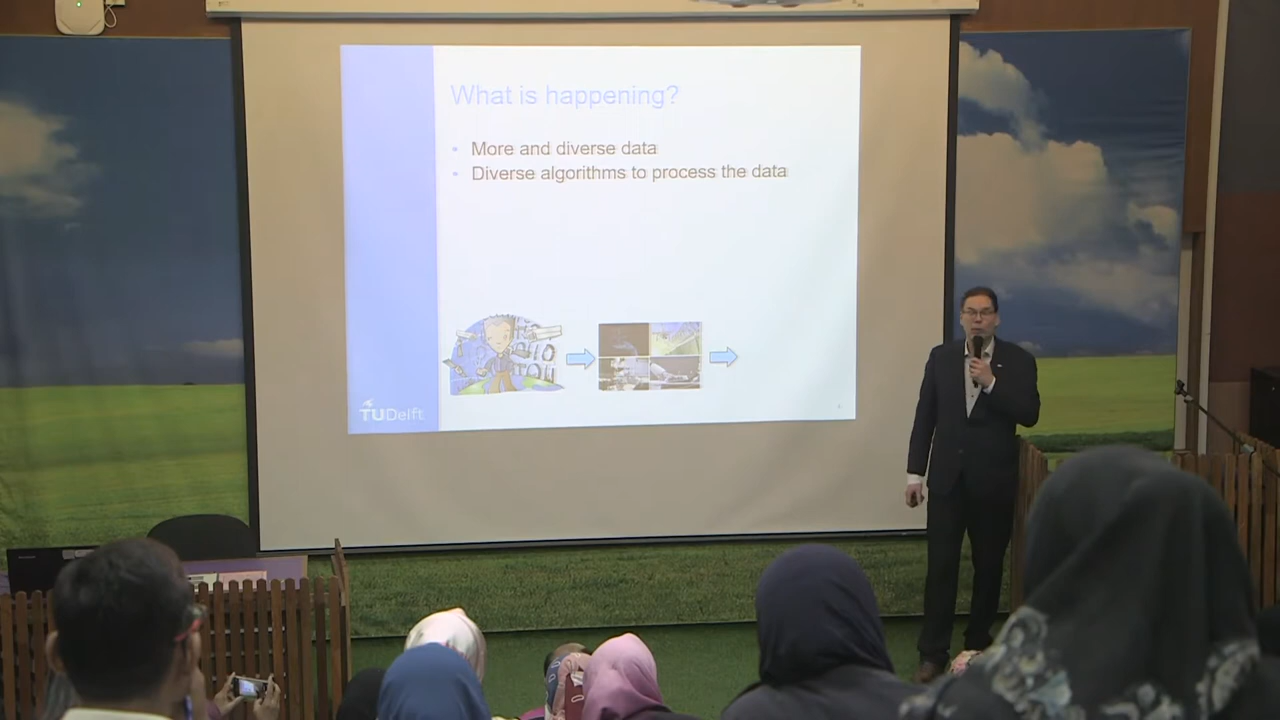 What is happening?
• More and diverse data
• Diverse algorithms to process the data
TUDelft